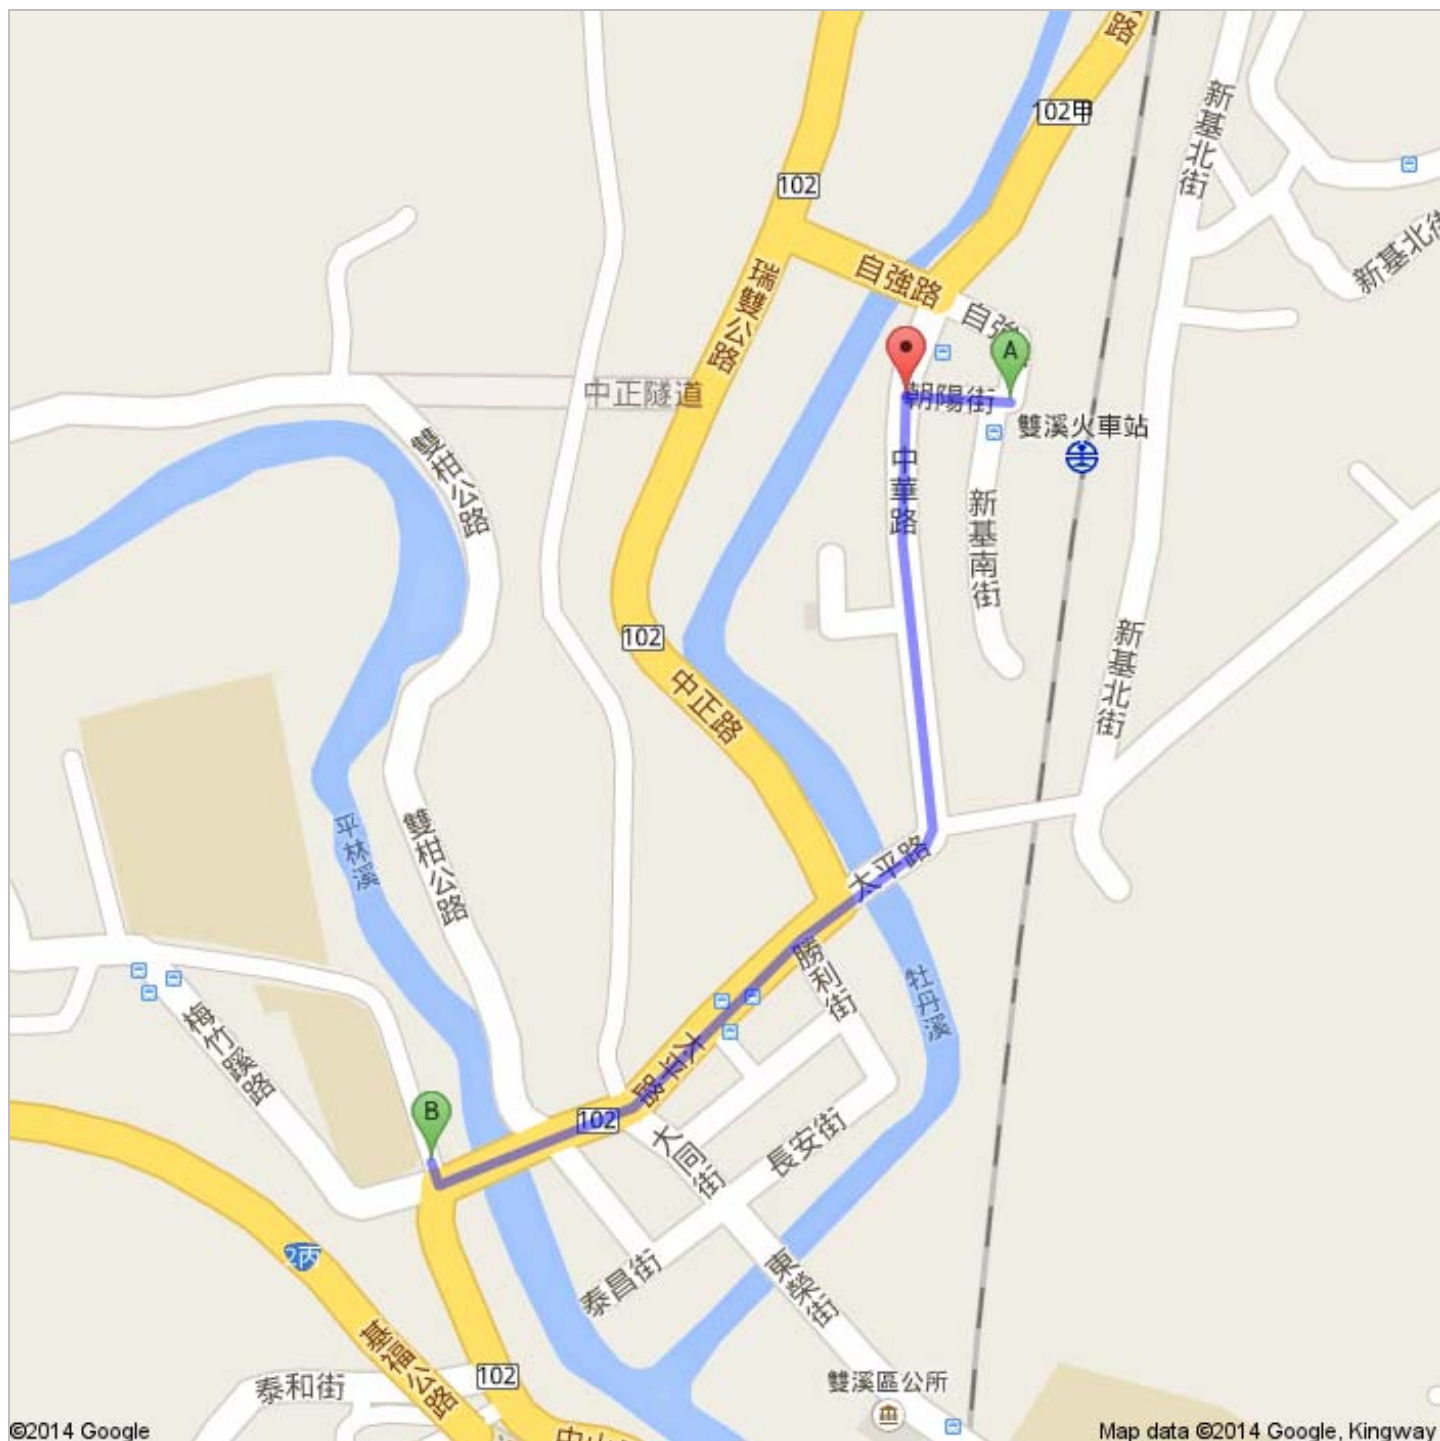 路
102甲
新基北街
102
新基北街
自強路
瑞雙公路
自強
A
中正隧道
朝陽街
雙溪火車站
雙柑公路
中華路
新基南街
102
新基北街
中正路
平林溪
雙柑公路
太平路
勝利街
牡丹溪
梅竹蹊路
太平路
B
102
大同街
長安街
2丙
泰昌街
東榮街
基福公路
102
泰和街
雙溪區公所
©2014 Google
中山
Map data ©2014 Google, Kingway